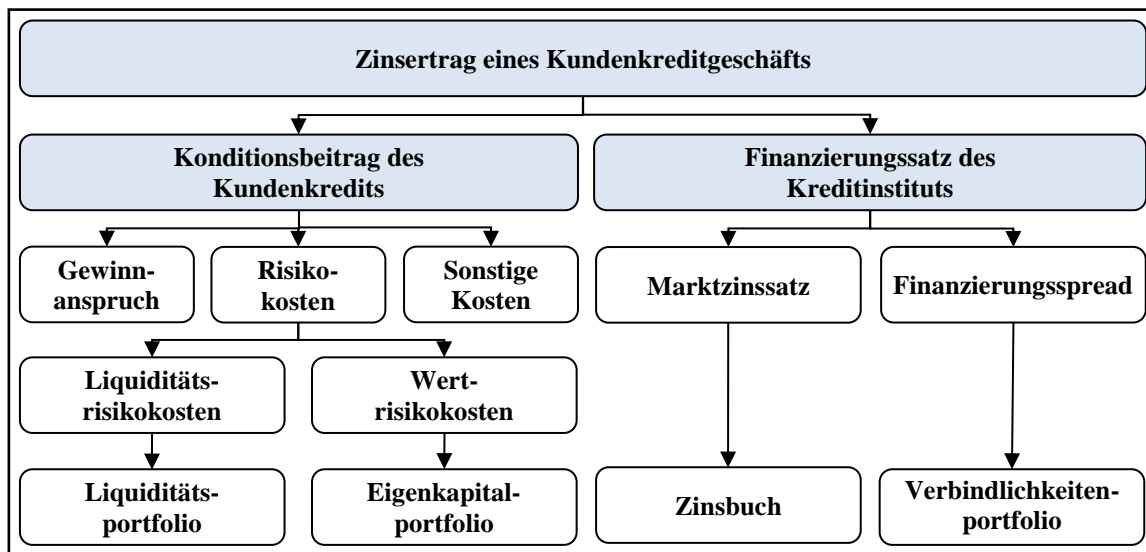 Zinsertrag eines Kundenkreditgeschäfts
Konditionsbeitrag des
Kundenkredits
Finanzierungssatz des
Kreditinstituts
Gewinn-
anspruch
Risiko-
kosten
Sonstige
Kosten
Marktzinssatz
Finanzierungsspread
Liquiditäts-
risikokosten
Wert-
risikokosten
Liquiditäts-
portfolio
Eigenkapital-
portfolio
Zinsbuch
Verbindlichkeiten-
portfolio